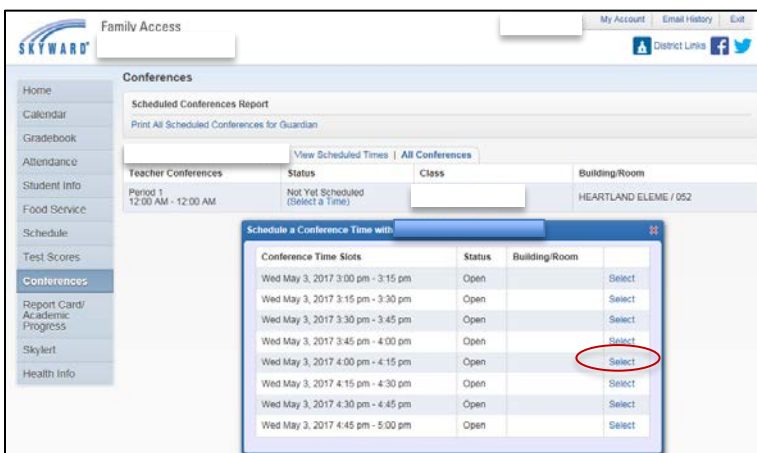 My Account | Email History | Exit
Family Access
SKYWARD
District Links
Home
Calendar
Gradebook
Attendance
Student Info
Food Service
Schedule
Test Scores
Conferences
Report Card/
Academic
Progress
Skylert
Health Info
Conferences
Scheduled Conferences Report
Print All Scheduled Conferences for Guardian
View Scheduled Times | All Conferences
Teacher Conferences Status Class Building/Room
Period 1 Not Yet Scheduled HEARTLAND ELEME / 052
12:00 AM - 12:00 AM (Select a Time)
Schedule a Conference Time with
Conference Time Slots Status Building/Room
Wed May 3, 2017 3:00 pm - 3:15 pm Open Select
Wed May 3, 2017 3:15 pm - 3:30 pm Open Select
Wed May 3, 2017 3:30 pm - 3:45 pm Open Select
Wed May 3, 2017 3:45 pm - 4:00 pm Open Select
Wed May 3, 2017 4:00 pm - 4:15 pm Open Select
Wed May 3, 2017 4:15 pm - 4:30 pm Open Select
Wed May 3, 2017 4:30 pm - 4:45 pm Open Select
Wed May 3, 2017 4:45 pm - 5:00 pm Open Select